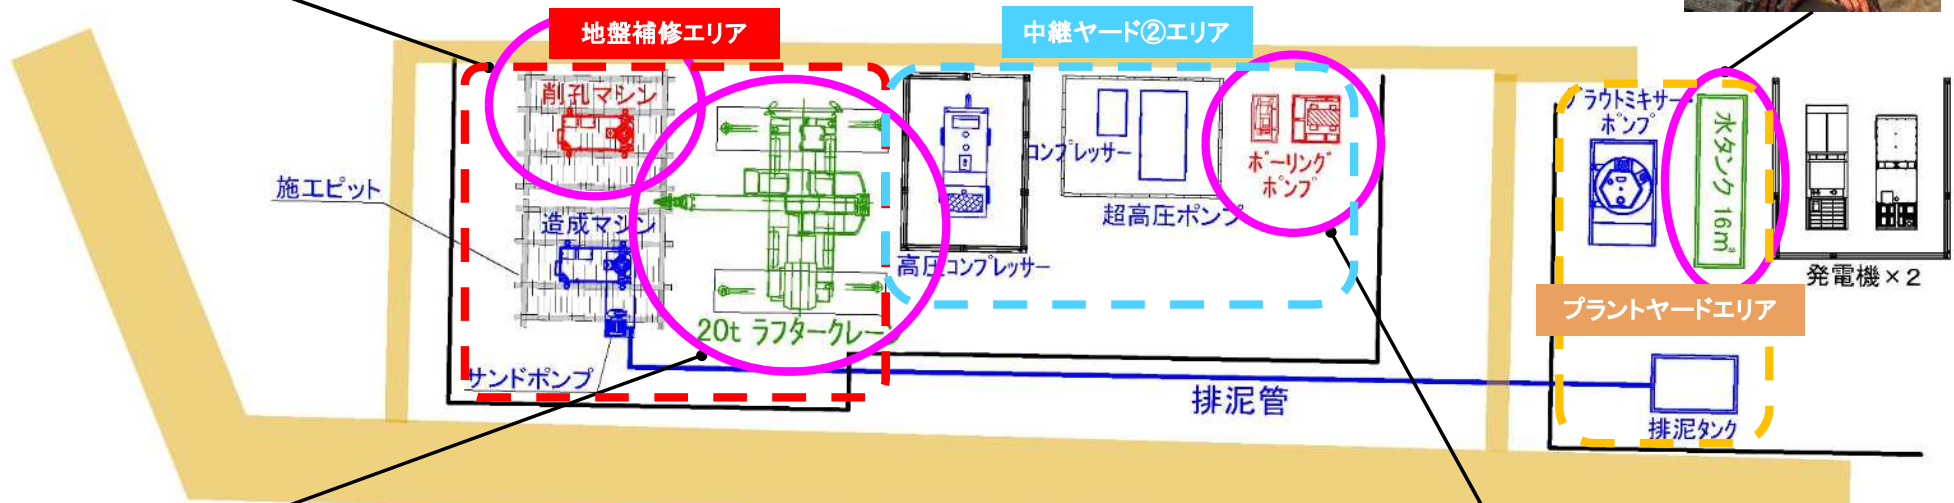 地盤補修エリア
中継ヤード②エリア
削孔マシン
グラウトミキサー
ポンプ
水タンク 16m³
コンプレッサー
ボーリング
ポンプ
施工ピット
造成マシン
超高圧ポンプ
高圧コンプレッサー
発電機×2
プラントヤードエリア
20t ラフタークレーン
サンドポンプ
排泥管
排泥タンク